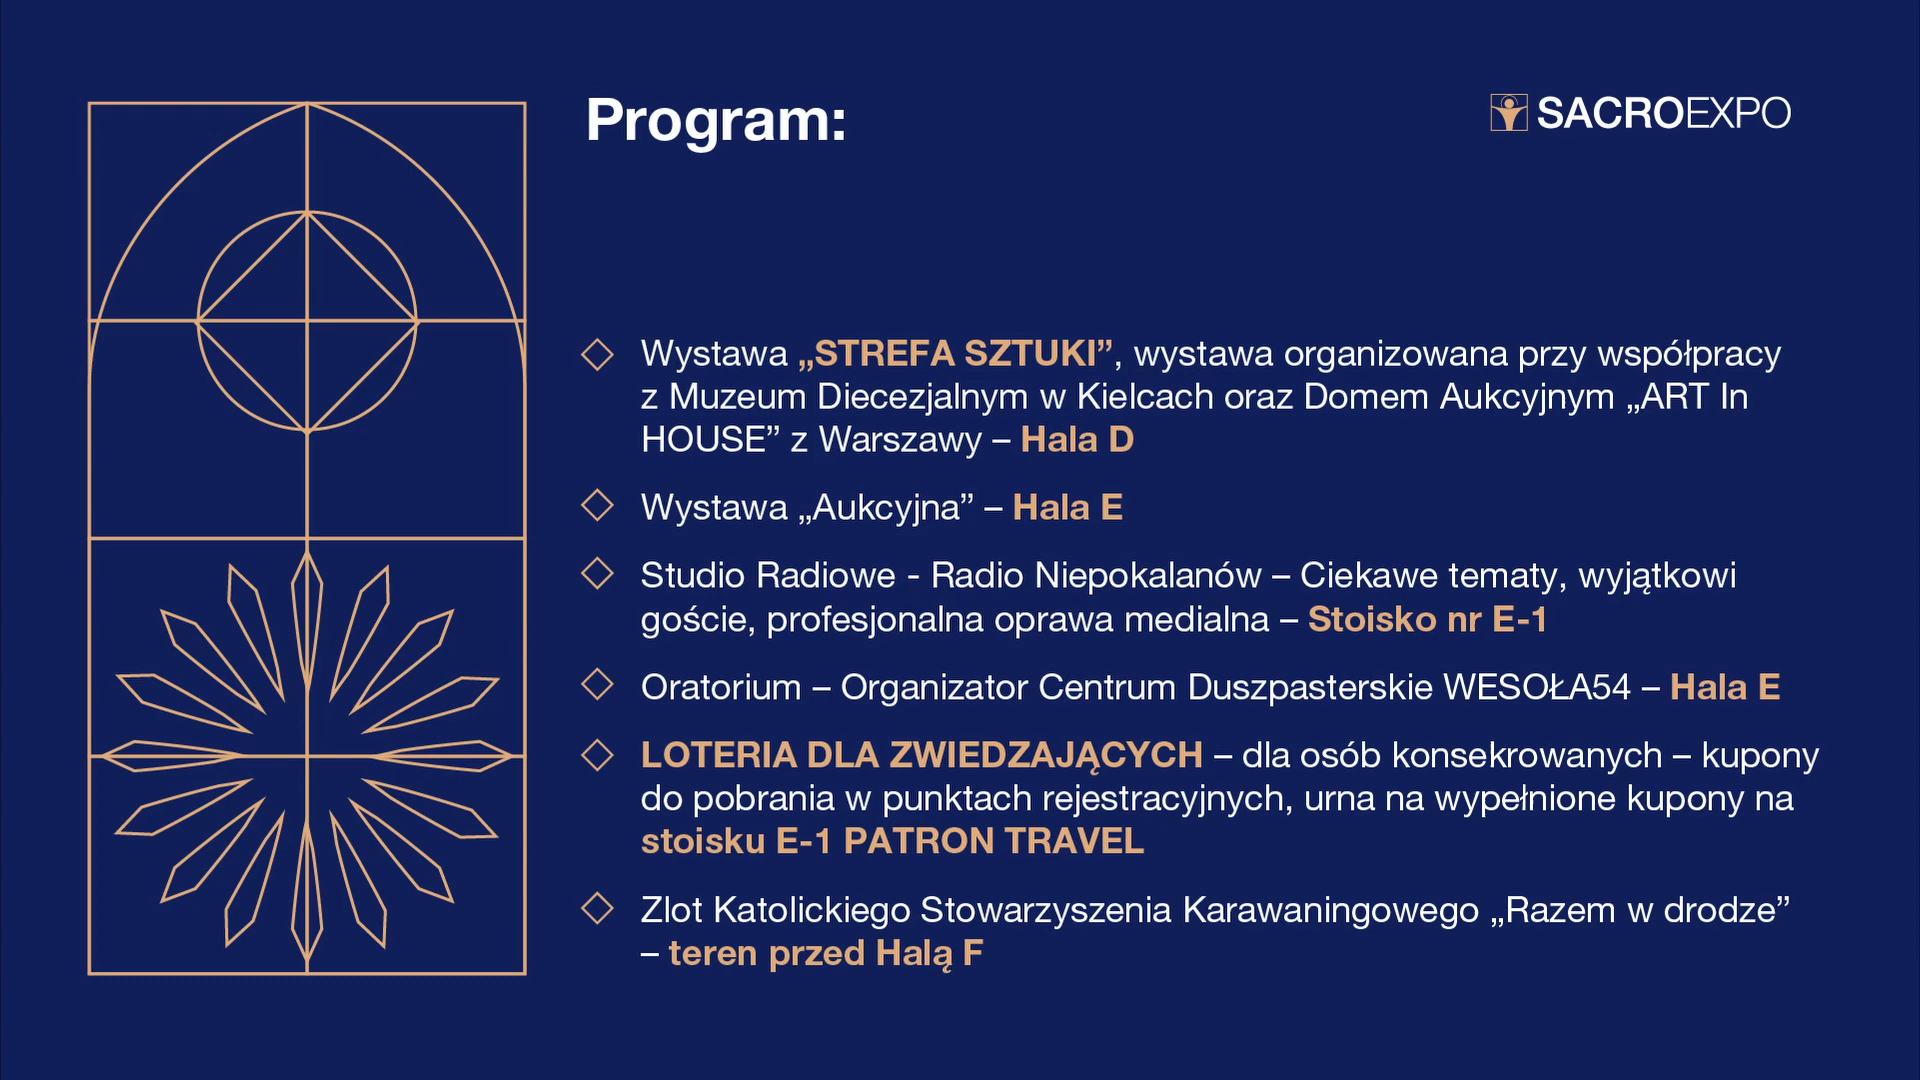 Program:
SACROEXPO
Wystawa „STREFA SZTUKI”, wystawa organizowana przy współpracy
z Muzeum Diecezjalnym w Kielcach oraz Domem Aukcyjnym „ART In
HOUSE” z Warszawy – Hala D
Wystawa „Aukcyjna” – Hala E
Studio Radiowe - Radio Niepokalanów – Ciekawe tematy, wyjątkowi
goście, profesjonalna oprawa medialna – Stoisko nr E-1
Oratorium – Organizator Centrum Duszpasterskie WESOŁA54 – Hala E
LOTERIA DLA ZWIEDZAJĄCYCH – dla osób konsekrowanych – kupony
do pobrania w punktach rejestracyjnych, urna na wypełnione kupony na
stoisku E-1 PATRON TRAVEL
Zlot Katolickiego Stowarzyszenia Karawaningowego „Razem w drodze”
– teren przed Halą F